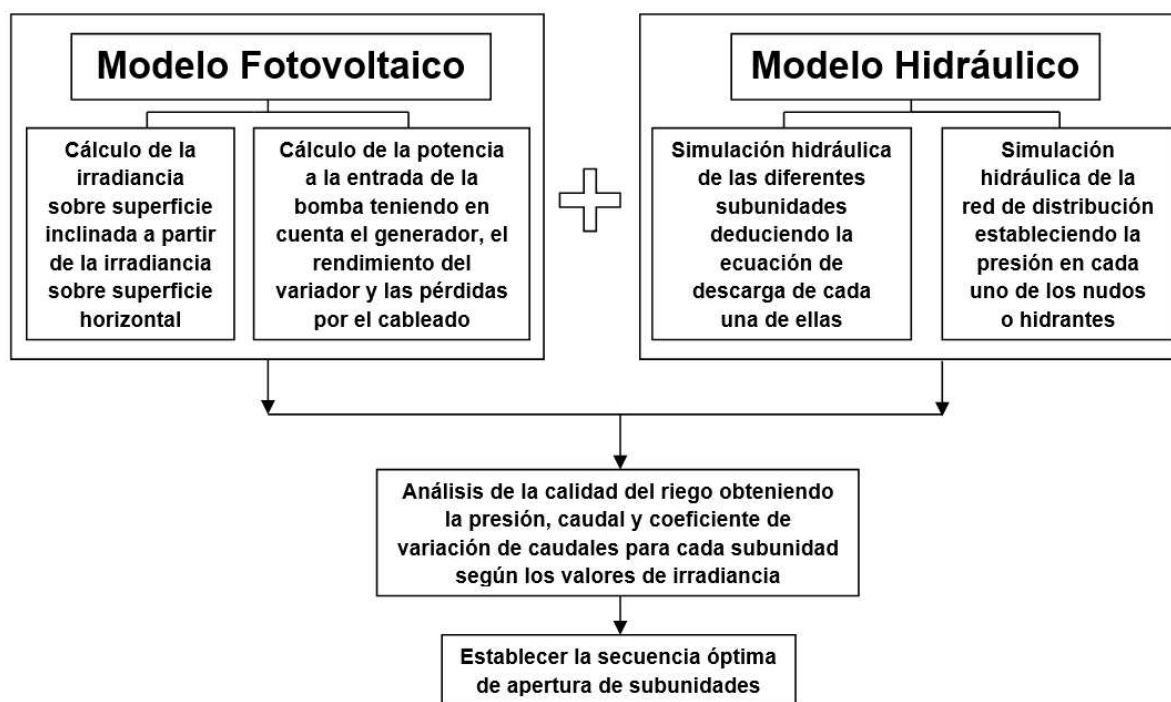 Modelo Fotovoltaico
Cálculo de la
irradiancia
sobre superficie
inclinada a partir
de la irradiancia
sobre superficie
horizontal
Cálculo de la potencia
a la entrada de la
bomba teniendo en
cuenta el generador, el
rendimiento del
variador y las pérdidas
por el cableado
Modelo Hidráulico
Simulación hidráulica
de las diferentes
subunidades
deduciendo la
ecuación de
descarga de cada
una de ellas
Simulación
hidráulica de la
red de distribución
estableciendo la
presión en cada
uno de los nudos
o hidrantes
Análisis de la calidad del riego obteniendo
la presión, caudal y coeficiente de
variación de caudales para cada subunidad
según los valores de irradiancia
Establecer la secuencia óptima
de apertura de subunidades